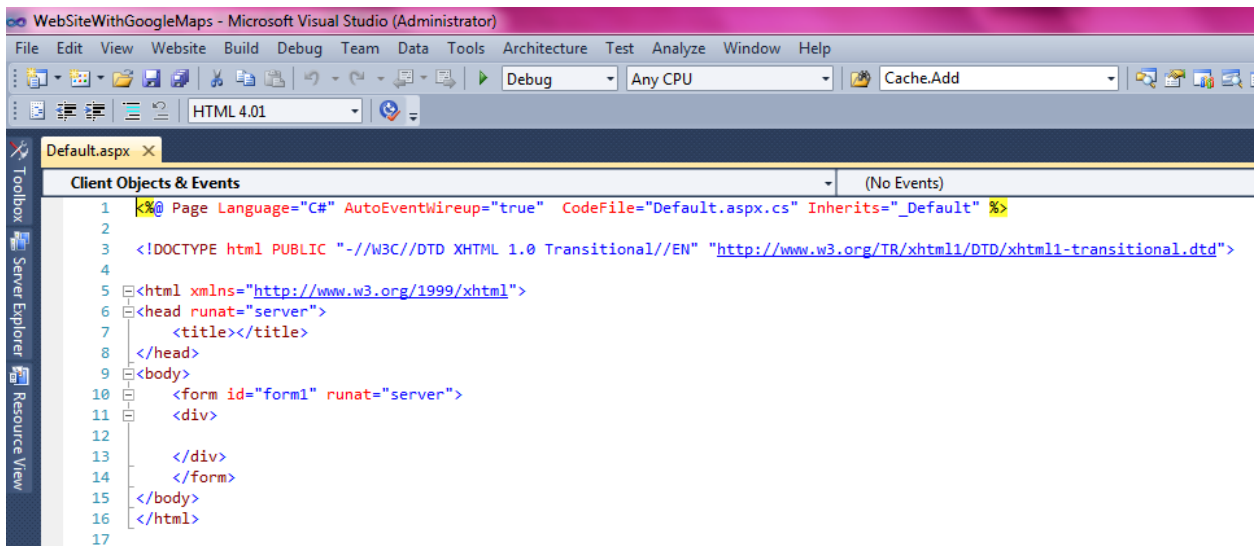 WebSiteWithGoogleMaps - Microsoft Visual Studio (Administrator)
File Edit View Website Build Debug Team Data Tools Architecture Test Analyze Window Help
Debug Any CPU Cache.Add
HTML 4.01
Default.aspx
Client Objects & Events (No Events)
Toolbox
Server Explorer
Resource View
1 <%@ Page Language="C#" AutoEventWireup="true"  CodeFile="Default.aspx.cs" Inherits="_Default" %>
2
3 <!DOCTYPE html PUBLIC "-//W3C//DTD XHTML 1.0 Transitional//EN" "http://www.w3.org/TR/xhtml1/DTD/xhtml1-transitional.dtd">
4
5 <html xmlns="http://www.w3.org/1999/xhtml">
6 <head runat="server">
7     <title></title>
8 </head>
9 <body>
10     <form id="form1" runat="server">
11     <div>
12
13     </div>
14     </form>
15 </body>
16 </html>
17